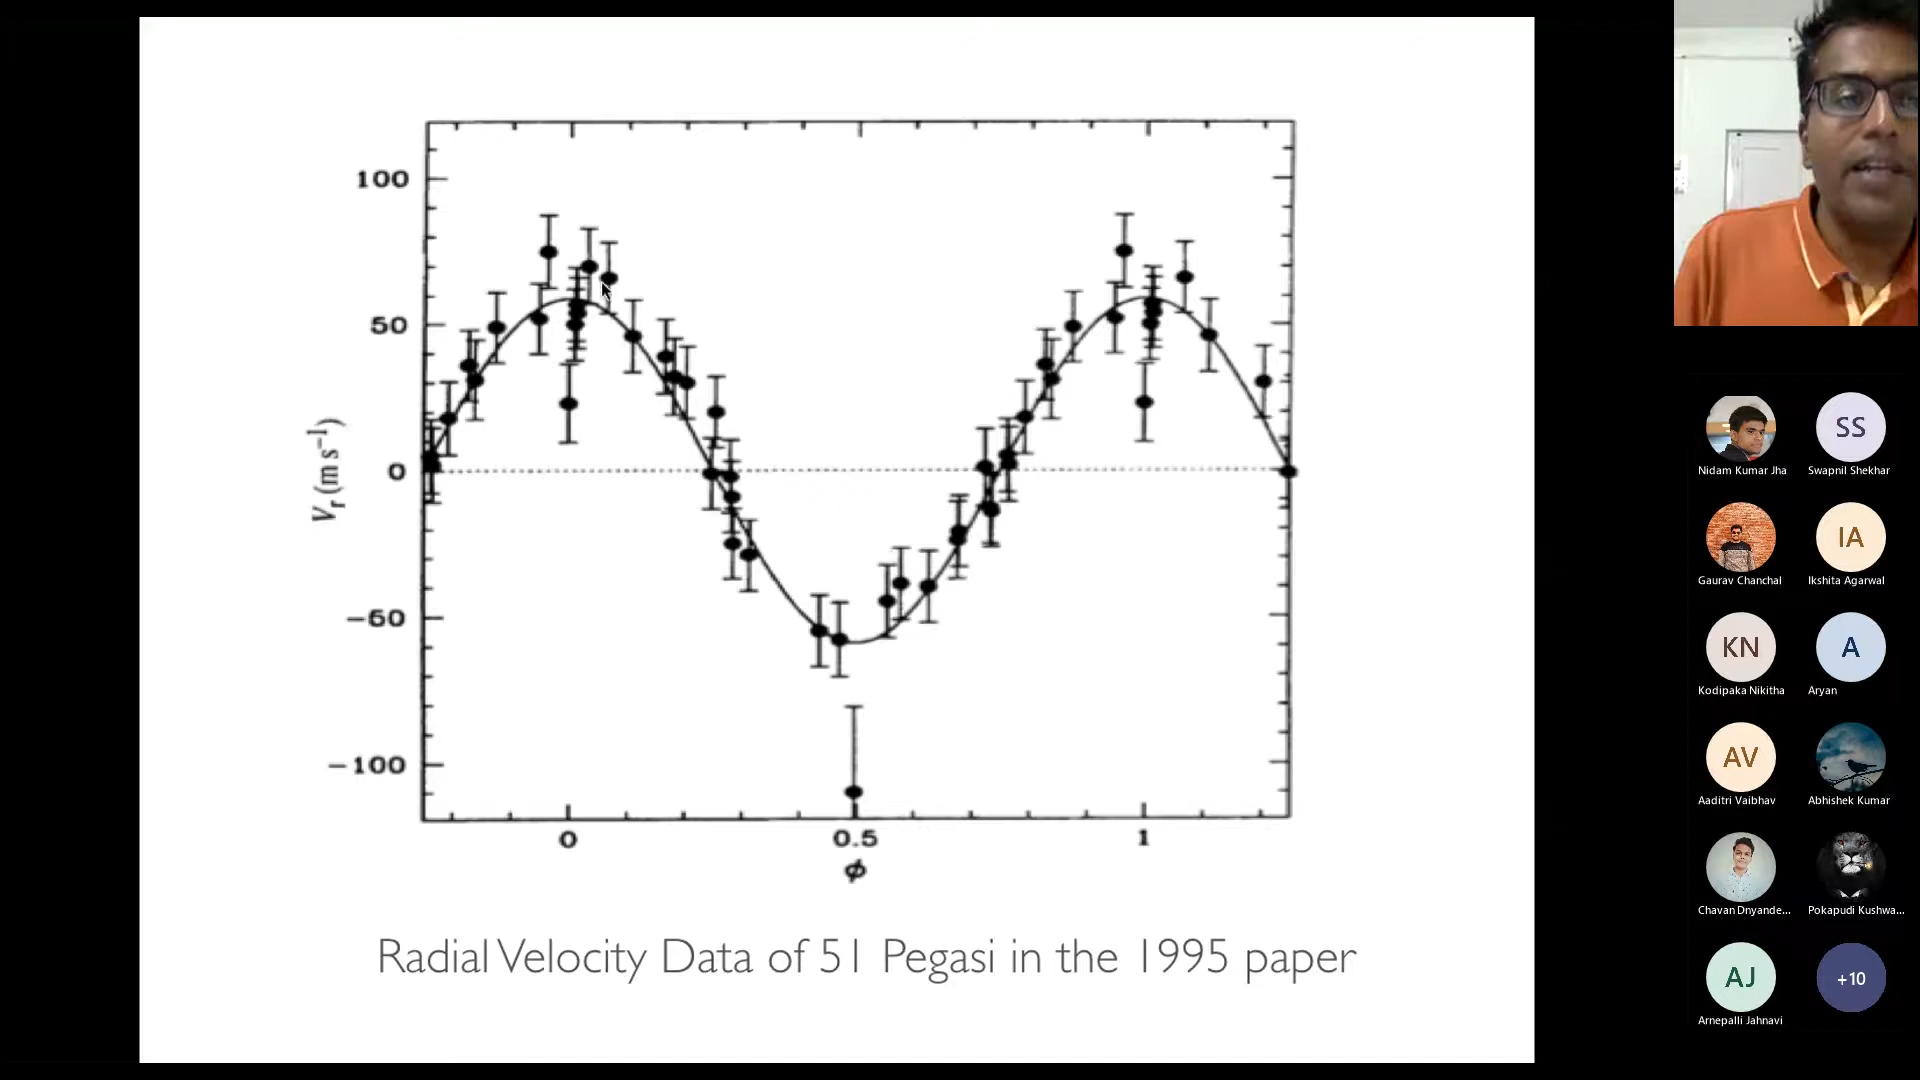 100
50
0
−50
−100
Vr (m s−1)
0
0.5
1
ϕ
Radial Velocity Data of 51 Pegasi in the 1995 paper
Nidam Kumar Jha
SS
Swapnil Shekhar
Gaurav Chanchal
IA
Ikshita Agarwal
KN
Kodipaka Nikitha
A
Aryan
AV
Aaditri Vaibhav
Abhishek Kumar
Chavan Dnyande...
Pokapudi Kushwa...
AJ
Arnepalli Jahnavi
+10